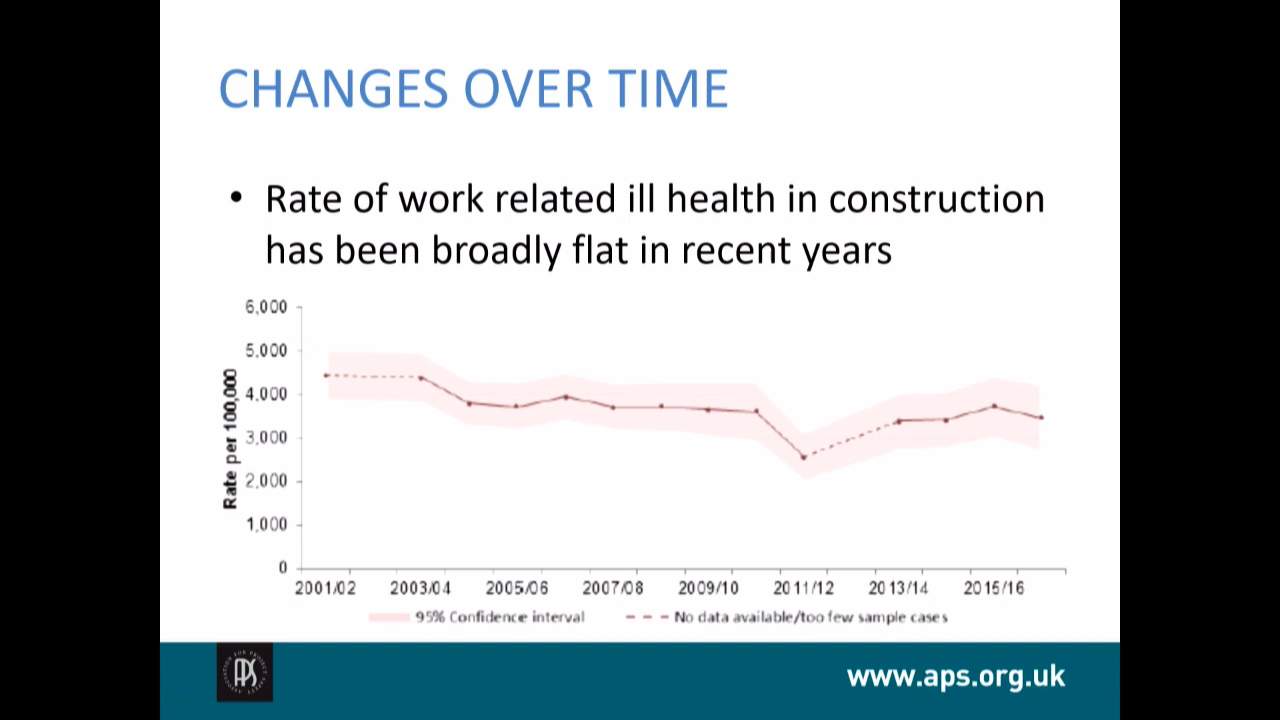 CHANGES OVER TIME
• Rate of work related ill health in construction
has been broadly flat in recent years
6,000
5,000
4,000
3,000
2,000
1,000
0
Rate per 100,000
2001/02 2003/04 2005/06 2007/08 2009/10 2011/12 2013/14 2015/16
95% Confidence interval No data available/too few sample cases
APS
www.aps.org.uk